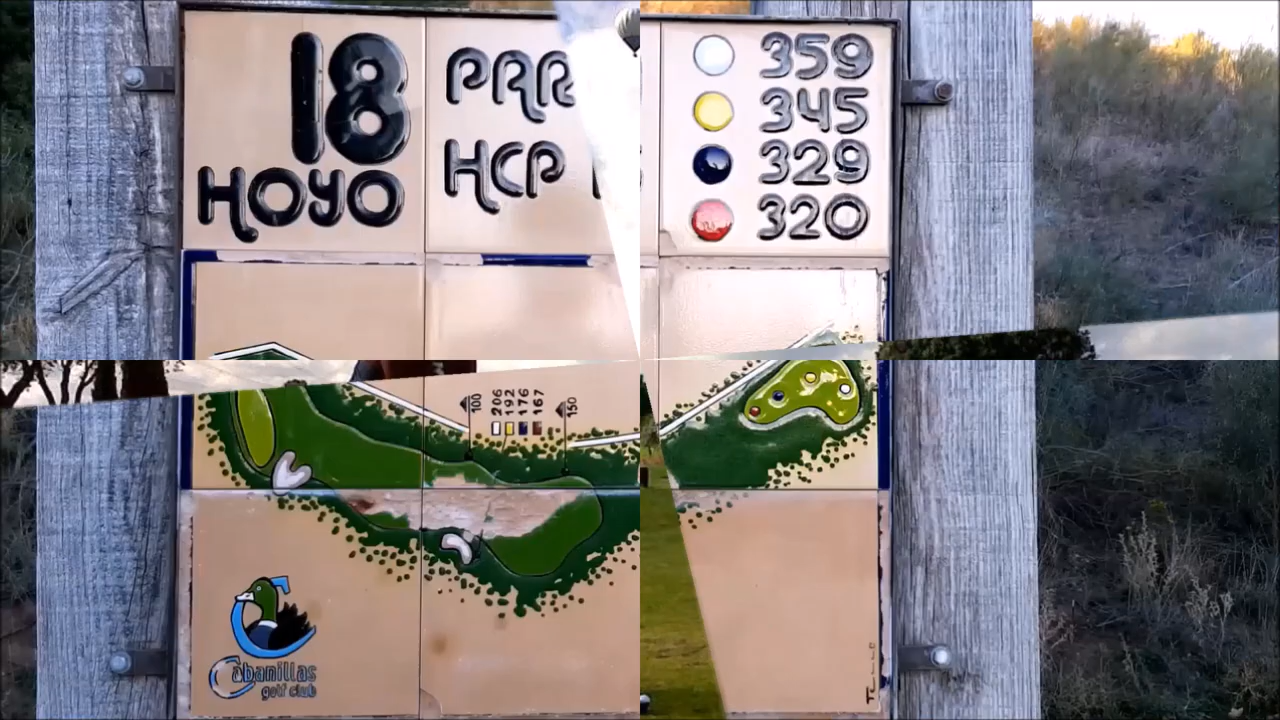 18
HOYO
PAR
HCP
359
345
329
320
100
206
192
176
167
150
Cabanillas
golf club